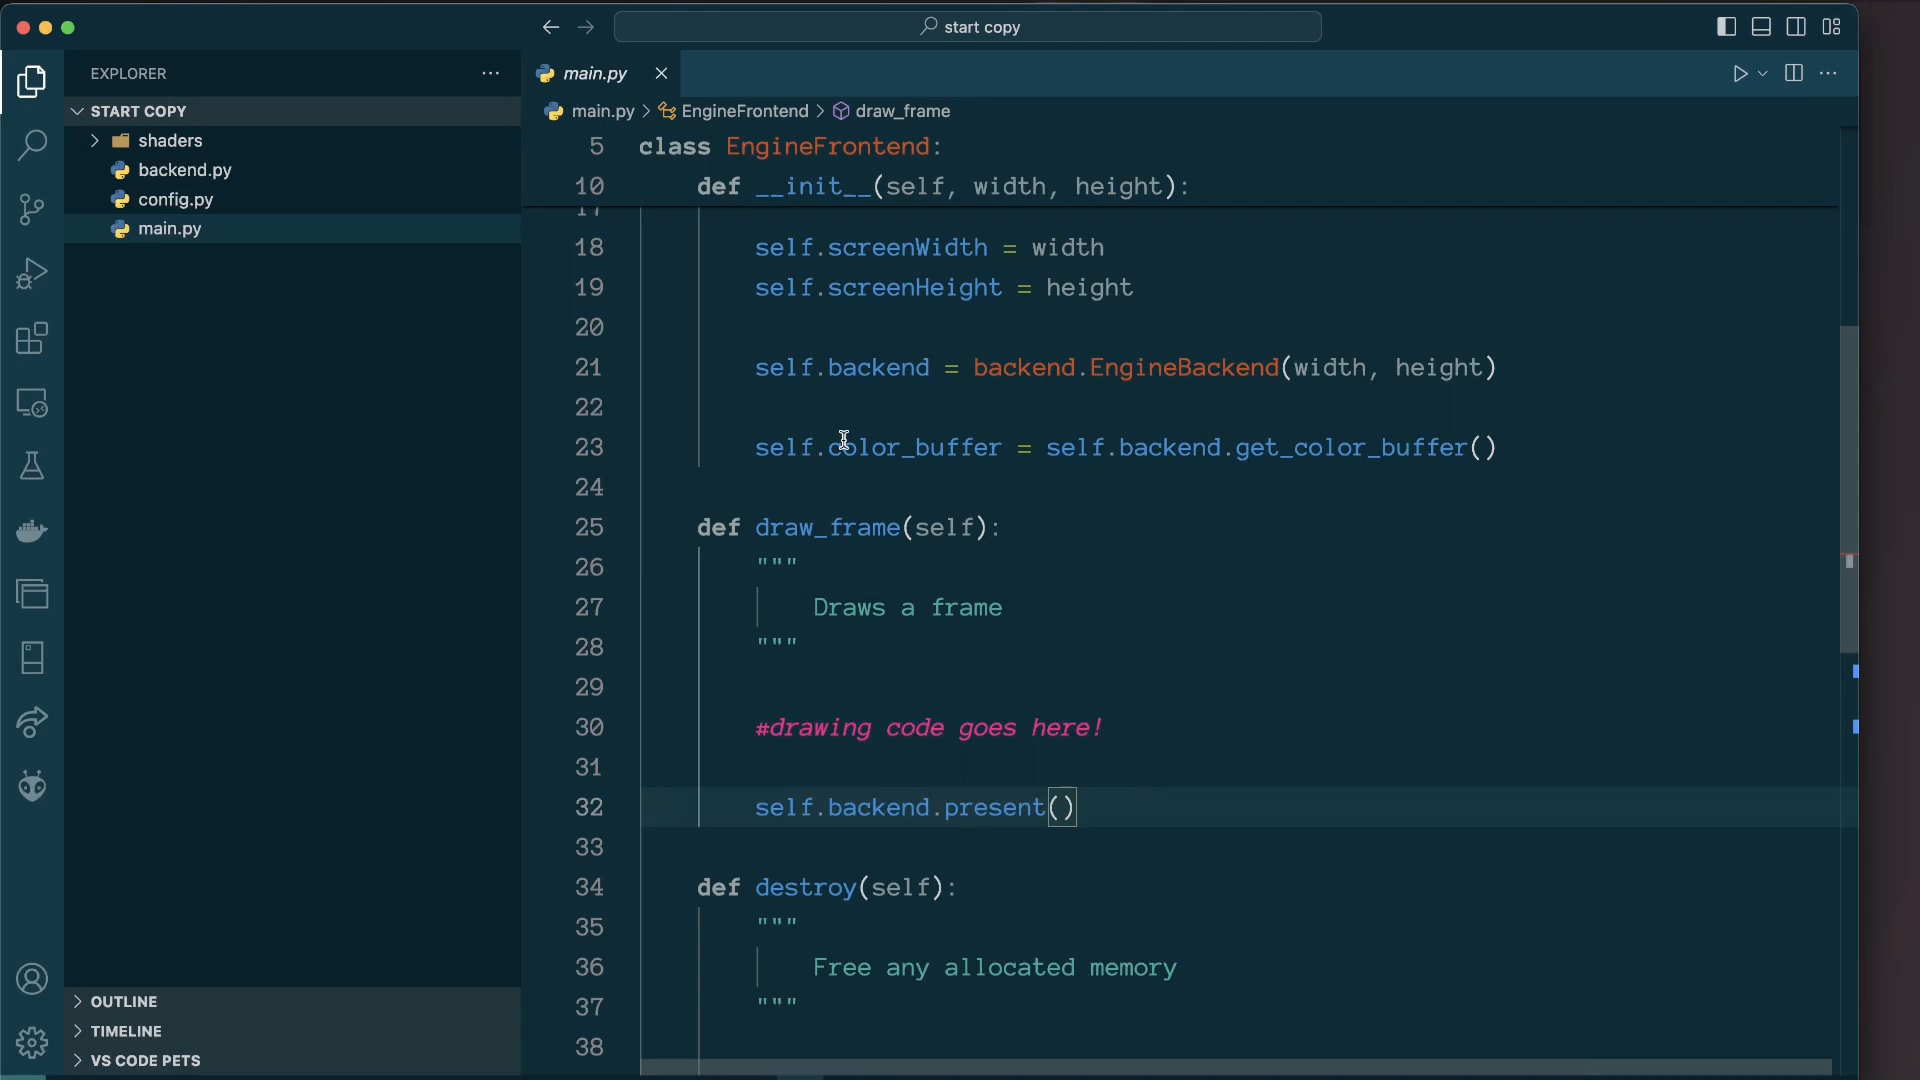 start copy
EXPLORER
START COPY
shaders
backend.py
config.py
main.py
OUTLINE
TIMELINE
VS CODE PETS
main.py
main.py > EngineFrontend > draw_frame
5 class EngineFrontend:
10 def __init__(self, width, height):
17
18 self.screenWidth = width
19 self.screenHeight = height
20
21 self.backend = backend.EngineBackend(width, height)
22
23 self.color_buffer = self.backend.get_color_buffer()
24
25 def draw_frame(self):
26 """
27 Draws a frame
28 """
29
30 #drawing code goes here!
31
32 self.backend.present()
33
34 def destroy(self):
35 """
36 Free any allocated memory
37 """
38